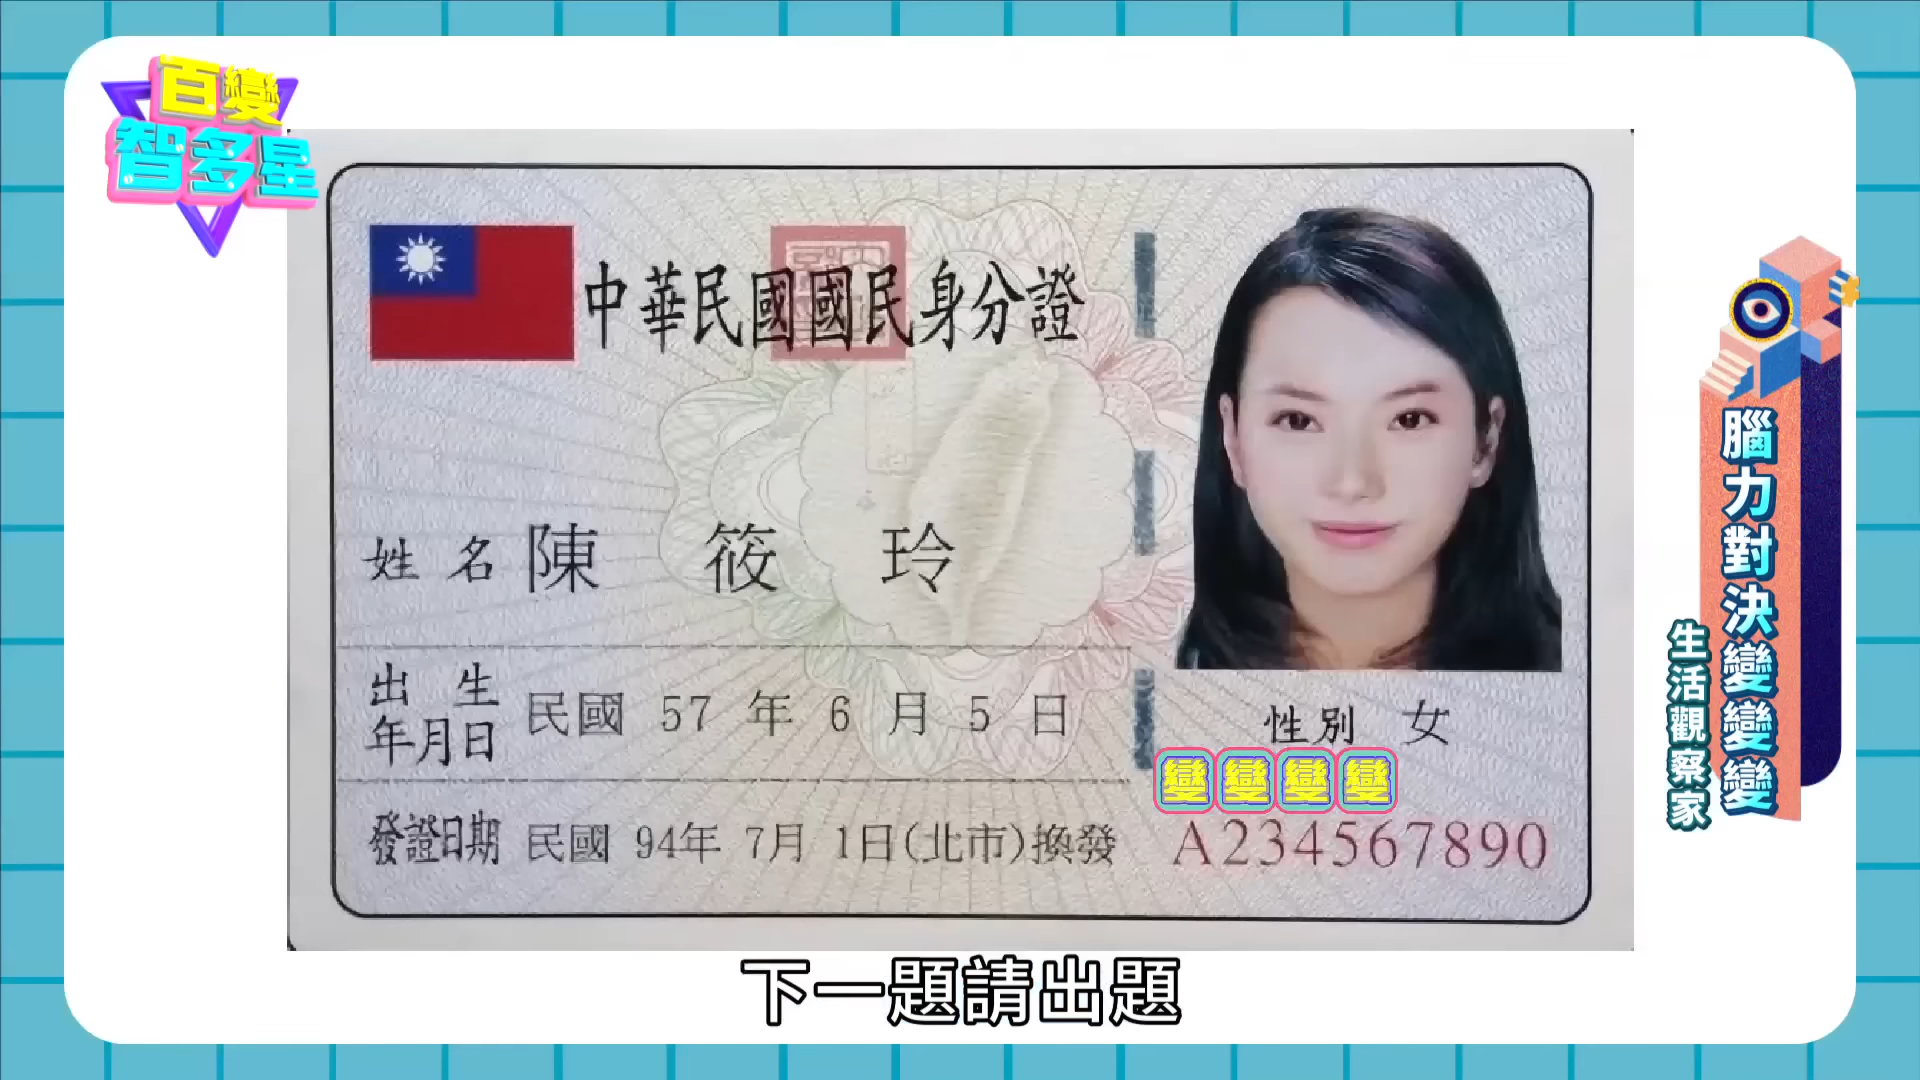 百變
智多星
中華民國國民身分證
姓名 陳筱玲
出生年月日 民國 57 年 6 月 5 日
發證日期 民國 94年 7月 1日(北市)換發
性別 女
變變變變
A234567890
腦力對決變變變
生活觀察家
下一題請出題